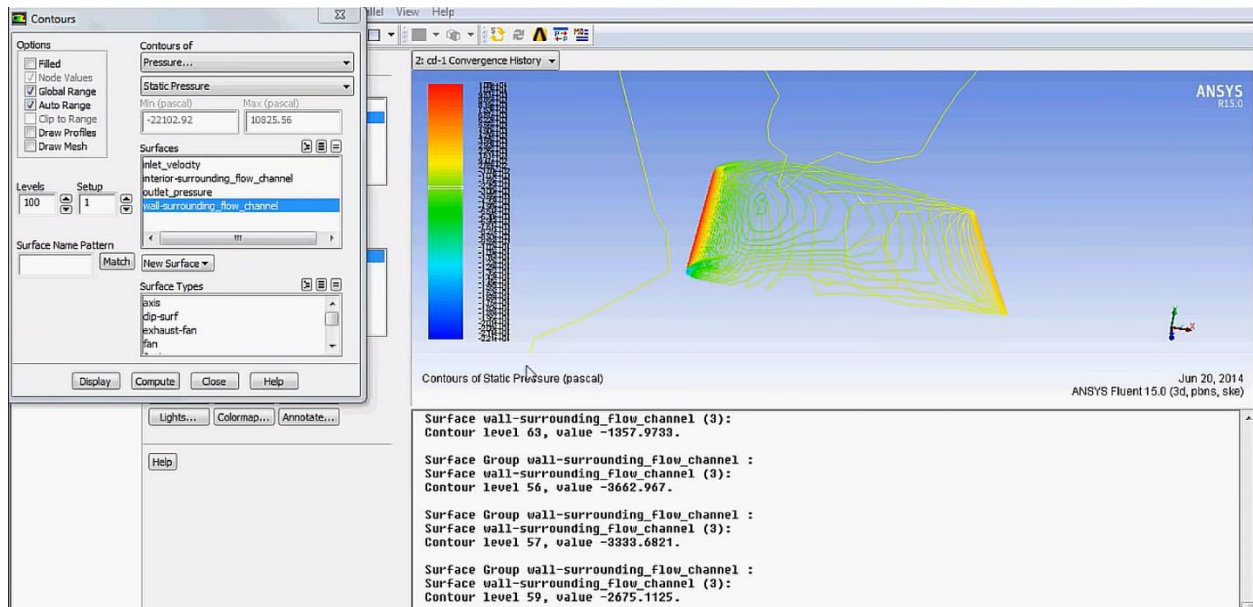 Contours
Options
Filled
Node Values
Global Range
Auto Range
Clip to Range
Draw Profiles
Draw Mesh
Contours of
Pressure...
Static Pressure
Min (pascal)
Max (pascal)
-22102.92
10825.56
Surfaces
inlet_velocity
interior-surrounding_flow_channel
outlet_pressure
wall-surrounding_flow_channel
Levels
Setup
100
1
Surface Name Pattern
Match
New Surface
Surface Types
axis
clip-surf
exhaust-fan
fan
Display
Compute
Close
Help
Lights...
Colormap...
Annotate...
Help
View
Help
2: cd-1 Convergence History
ANSYS
R15.0
Contours of Static Pressure (pascal)
Jun 20, 2014
ANSYS Fluent 15.0 (3d, pbns, ske)
Surface wall-surrounding_flow_channel (3):
Contour level 63, value -1357.9733.
Surface Group wall-surrounding_flow_channel :
Surface wall-surrounding_flow_channel (3):
Contour level 56, value -3662.967.
Surface Group wall-surrounding_flow_channel :
Surface wall-surrounding_flow_channel (3):
Contour level 57, value -3333.6821.
Surface Group wall-surrounding_flow_channel :
Surface wall-surrounding_flow_channel (3):
Contour level 59, value -2675.1125.